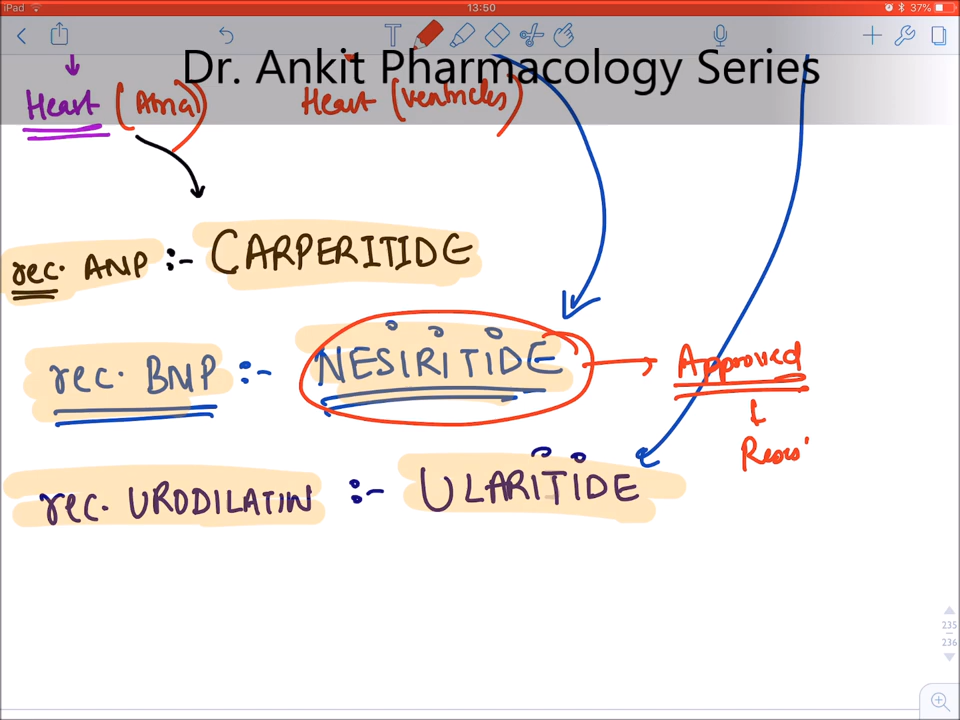 iPad 13:50 37%
T
Dr. Ankit Pharmacology Series
Heart (Atria) Heart (Ventricles)
rec. ANP :- CARPERITIDE
rec. BNP :- NESIRITIDE Approved
rec. URODILATIN :- ULARITIDE
235
236